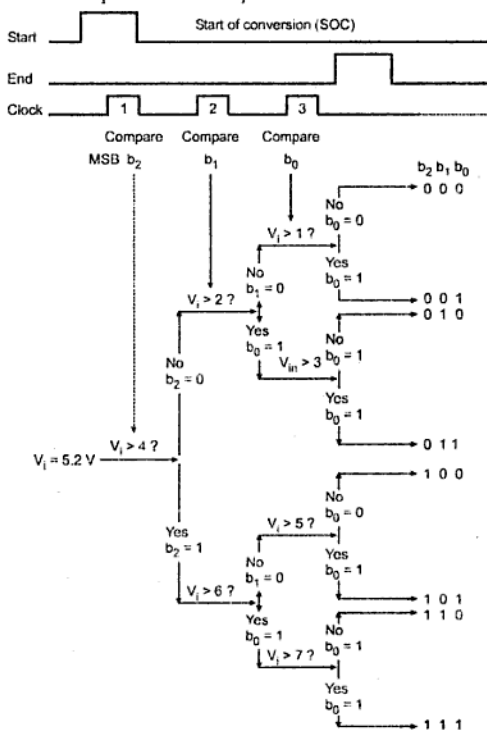 Start
Start of conversion (SOC)
End
Clock
1
2
3
Compare
MSB b2
Compare
b1
Compare
b0
b2 b1 b0
0 0 0
No
b0 = 0
Vi > 1 ?
Yes
b0 = 1
No
b1 = 0
0 0 1
0 1 0
Vi > 2 ?
Yes
b0 = 1
No
b0 = 1
Vin > 3
No
b2 = 0
Yes
b0 = 1
0 1 1
Vi = 5.2 V
Vi > 4 ?
1 0 0
No
b0 = 0
Vi > 5 ?
Yes
b2 = 1
No
b1 = 0
Yes
b0 = 1
Vi > 6 ?
1 0 1
1 1 0
Yes
b0 = 1
No
b0 = 1
Vi > 7 ?
Yes
b0 = 1
1 1 1